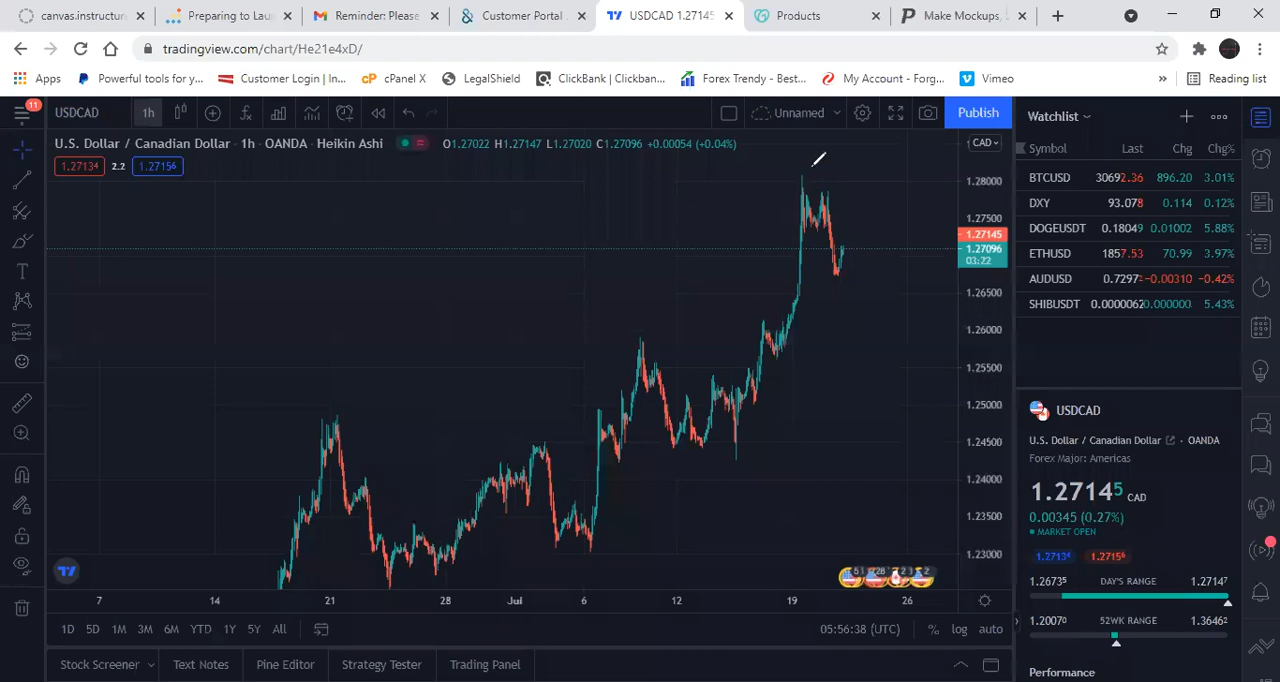 canvas.instructure
Preparing to Lau
Reminder: Please
Customer Portal
USDCAD 1.27145
Products
Make Mockups,
tradingview.com/chart/He21e4xD/
Apps
Powerful tools for y...
Customer Login | In...
cP cPanel X
LegalShield
ClickBank | Clickban...
Forex Trendy - Best...
My Account - Forg...
Vimeo
»
Reading list
11
USDCAD
1h
Unnamed
Publish
Watchlist
U.S. Dollar / Canadian Dollar · 1h · OANDA · Heikin Ashi
O1.27022 H1.27147 L1.27020 C1.27096 +0.00054 (+0.04%)
CAD
1.27134
2.2
1.27156
Symbol Last Chg Chg%
BTCUSD 30692.36 896.20 3.01%
DXY 93.078 0.114 0.12%
DOGEUSDT 0.18049 0.01002 5.88%
ETHUSD 1857.53 70.99 3.97%
AUDUSD 0.7297 −0.00310 −0.42%
SHIBUSDT 0.0000062 0.000000 5.43%
1.28000
1.27500
1.27145
1.27096
03:22
1.26500
1.26000
1.25500
1.25000
1.24500
1.24000
1.23500
1.23000
USDCAD
U.S. Dollar / Canadian Dollar · OANDA
Forex Major: Americas
1.27145 CAD
0.00345 (0.27%)
MARKET OPEN
1.27134 1.27156
1.26735 DAY'S RANGE 1.27147
1.20070 52WK RANGE 1.36462
Performance
7 14 21 28 Jul 6 12 19 26
1D 5D 1M 3M 6M YTD 1Y 5Y All
05:56:38 (UTC)
% log auto
Stock Screener
Text Notes
Pine Editor
Strategy Tester
Trading Panel